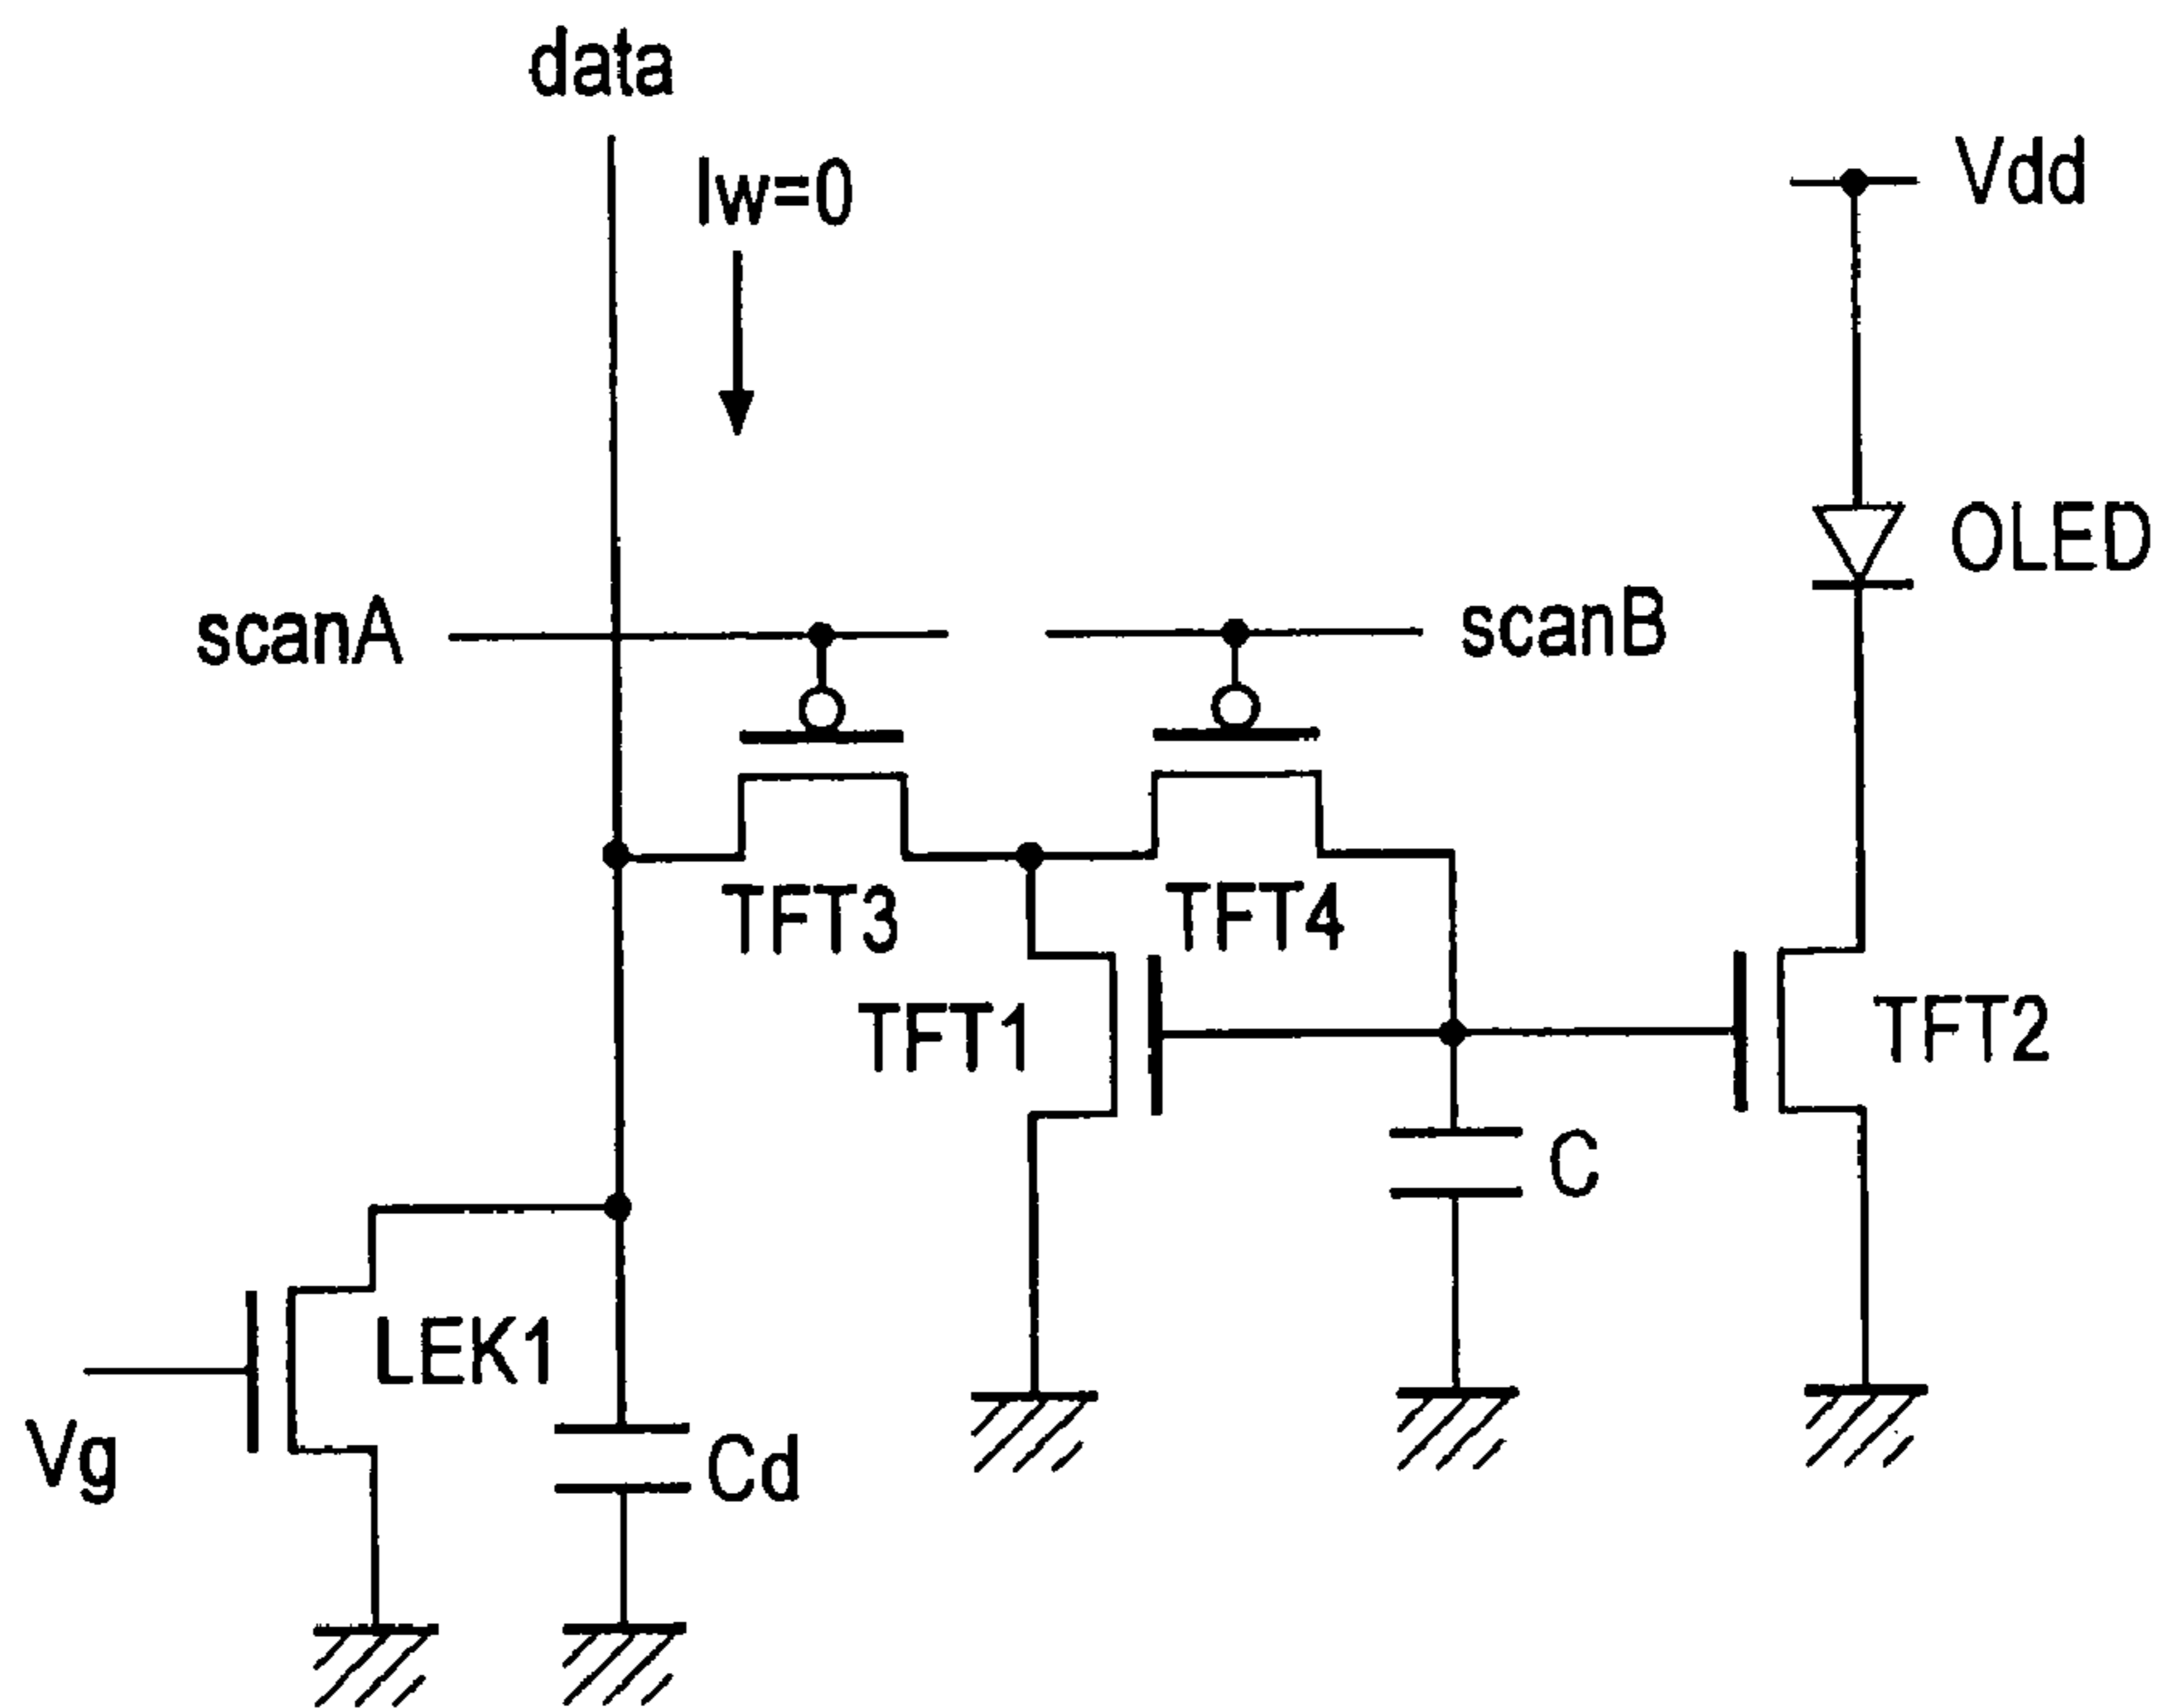 data
Iw=0
Vdd
OLED
scanA
scanB
TFT3
TFT4
TFT1
TFT2
C
LEK1
Vg
Cd